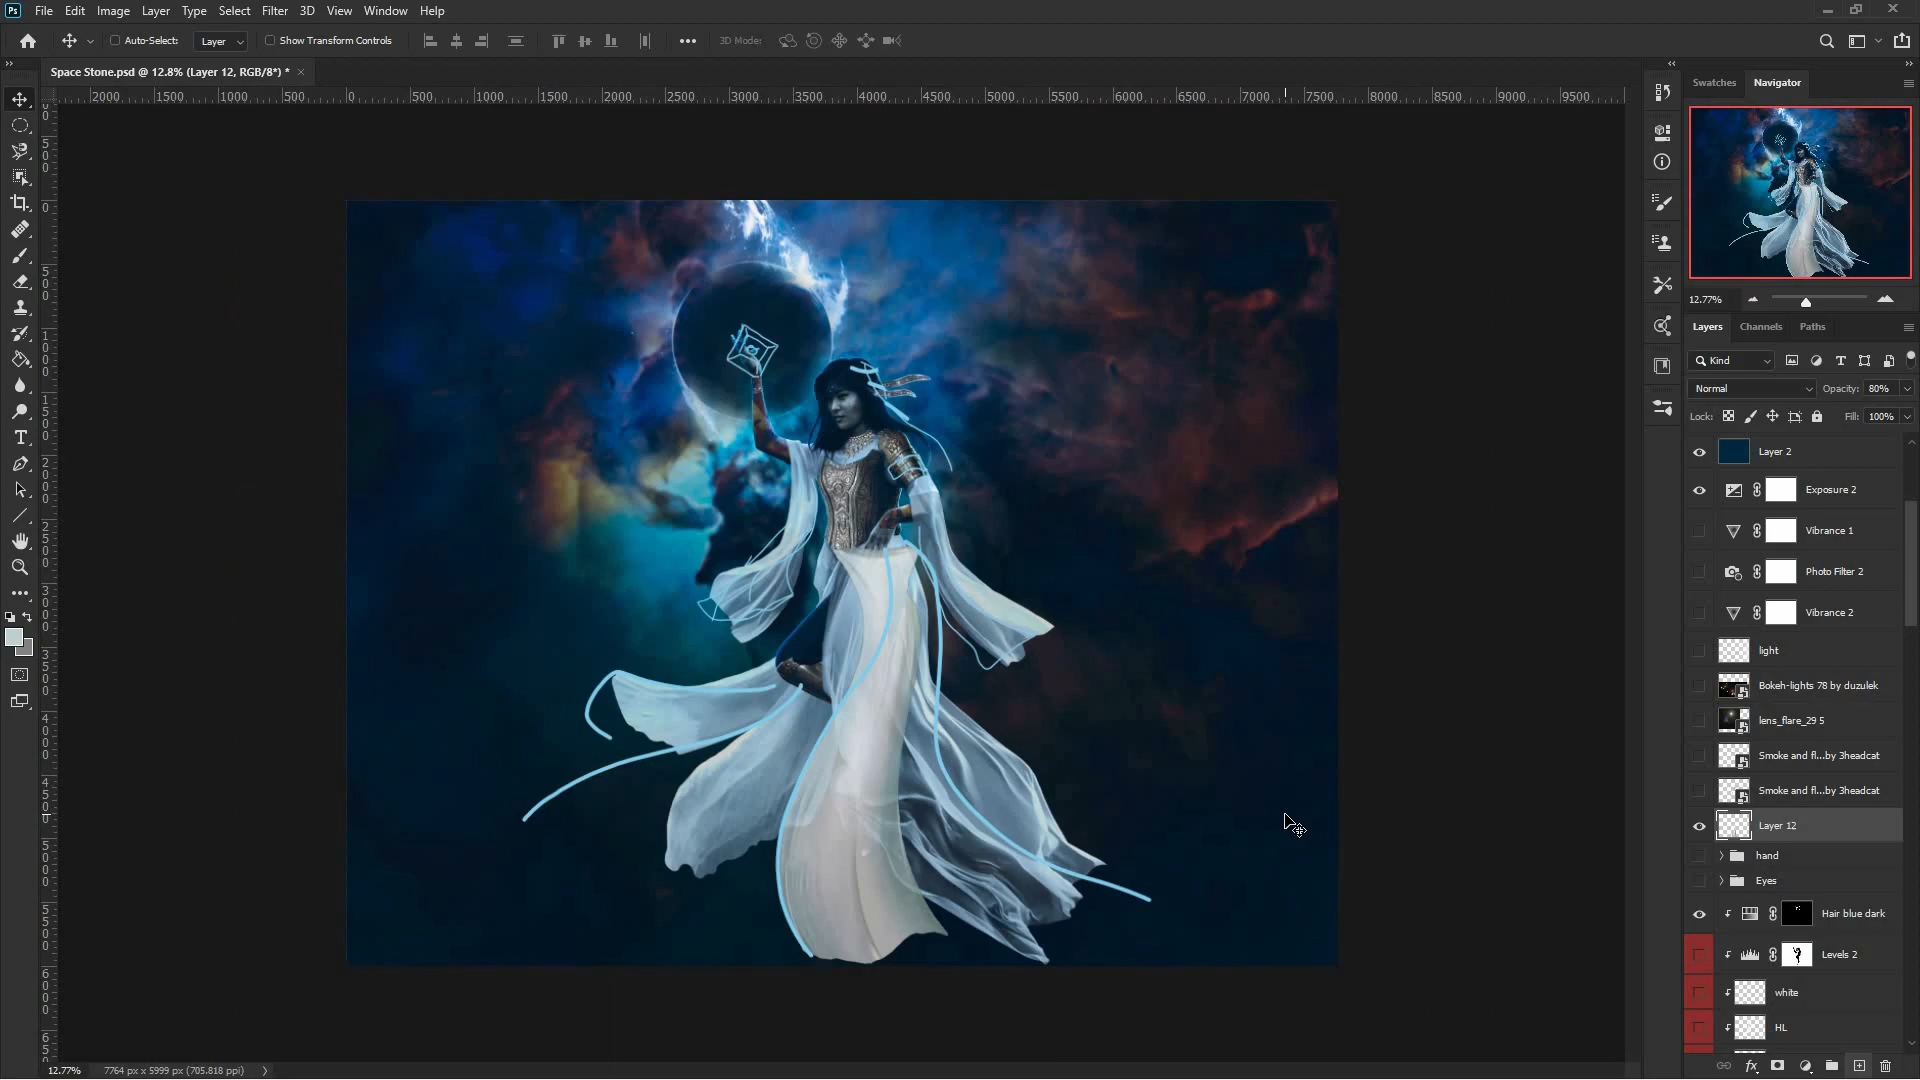 Ps File Edit Image Layer Type Select Filter 3D View Window Help
Auto-Select: Layer Show Transform Controls 3D Mode:
Space Stone.psd @ 12.8% (Layer 12, RGB/8*) *
2000 1500 1000 500 0 500 1000 1500 2000 2500 3000 3500 4000 4500 5000 5500 6000 6500 7000 7500 8000 8500 9000 9500
Swatches Navigator
12.77%
Layers Channels Paths
Kind
Normal Opacity: 80%
Lock: Fill: 100%
Layer 2
Exposure 2
Vibrance 1
Photo Filter 2
Vibrance 2
light
Bokeh-lights 78 by duzulek
lens_flare_29 5
Smoke and fl...by 3headcat
Smoke and fl...by 3headcat
Layer 12
hand
Eyes
Hair blue dark
Levels 2
white
HL
12.77% 7764 px x 5999 px (705.818 ppi)